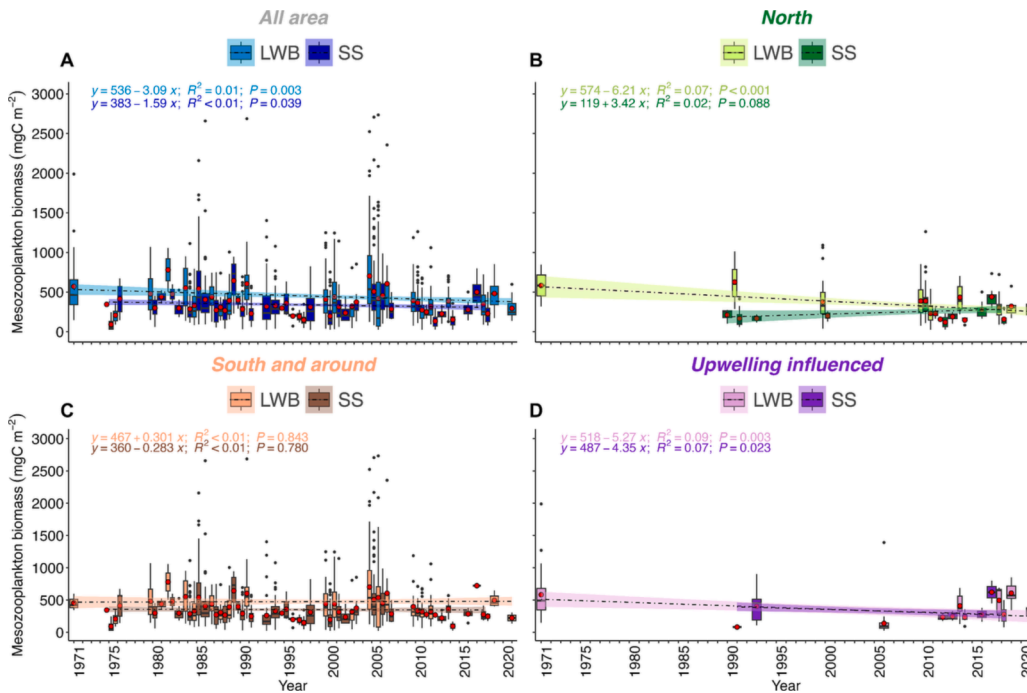 All area
LWB SS
A
y = 536 − 3.09 x; R² = 0.01; P = 0.003
y = 383 − 1.59 x; R² < 0.01; P = 0.039
3000
2500
2000
1500
1000
500
0
Mesozooplankton biomass (mgC m⁻²)
North
LWB SS
B
y = 574 − 6.21 x; R² = 0.07; P < 0.001
y = 119 + 3.42 x; R² = 0.02; P = 0.088
South and around
LWB SS
C
y = 467 + 0.301 x; R² < 0.01; P = 0.843
y = 360 − 0.283 x; R² < 0.01; P = 0.780
3000
2500
2000
1500
1000
500
0
Mesozooplankton biomass (mgC m⁻²)
1971
1975
1980
1985
1990
1995
2000
2005
2010
2015
2020
Year
Upwelling influenced
LWB SS
D
y = 518 − 5.27 x; R² = 0.09; P = 0.003
y = 487 − 4.35 x; R² = 0.07; P = 0.023
1971
1975
1980
1985
1990
1995
2000
2005
2010
2015
2020
Year